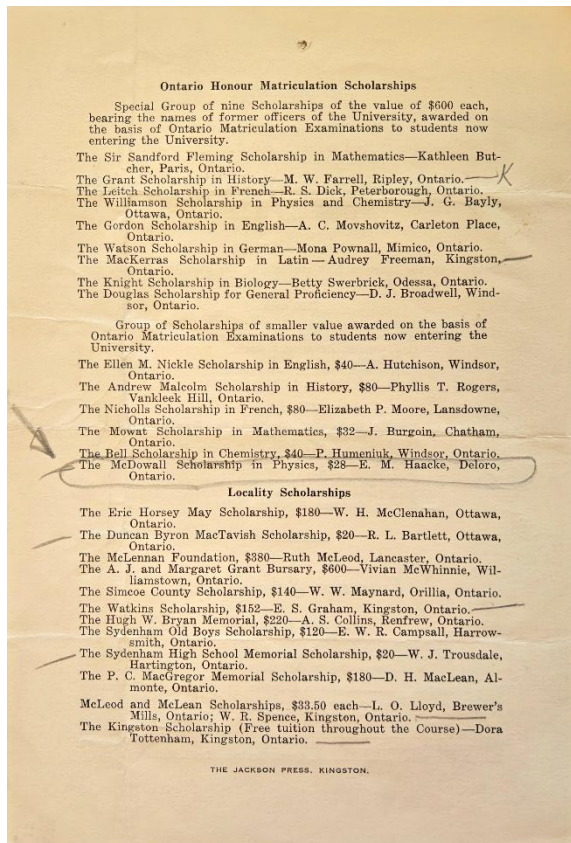 Ontario Honour Matriculation Scholarships
Special Group of nine Scholarships of the value of $600 each,
bearing the names of former officers of the University, awarded on
the basis of Ontario Matriculation Examinations to students now
entering the University.
The Sir Sandford Fleming Scholarship in Mathematics—Kathleen But-
cher, Paris, Ontario.
The Grant Scholarship in History—M. W. Farrell, Ripley, Ontario. K
The Leitch Scholarship in French—R. S. Dick, Peterborough, Ontario.
The Williamson Scholarship in Physics and Chemistry—J. G. Bayly,
Ottawa, Ontario.
The Gordon Scholarship in English—A. C. Movshovitz, Carleton Place,
Ontario.
The Watson Scholarship in German—Mona Pownall, Mimico, Ontario.
The MacKerras Scholarship in Latin — Audrey Freeman, Kingston,
Ontario.
The Knight Scholarship in Biology—Betty Swerbrick, Odessa, Ontario.
The Douglas Scholarship for General Proficiency—D. J. Broadwell, Wind-
sor, Ontario.
Group of Scholarships of smaller value awarded on the basis of
Ontario Matriculation Examinations to students now entering the
University.
The Ellen M. Nickle Scholarship in English, $40—A. Hutchison, Windsor,
Ontario.
The Andrew Malcolm Scholarship in History, $80—Phyllis T. Rogers,
Vankleek Hill, Ontario.
The Nicholls Scholarship in French, $80—Elizabeth P. Moore, Lansdowne,
Ontario.
The Mowat Scholarship in Mathematics, $32—J. Burgoin, Chatham,
Ontario.
The Bell Scholarship in Chemistry, $40—P. Humeniuk, Windsor, Ontario.
The McDowall Scholarship in Physics, $28—E. M. Haacke, Deloro,
Ontario.
Locality Scholarships
The Eric Horsey May Scholarship, $180—W. H. McClenahan, Ottawa,
Ontario.
The Duncan Byron MacTavish Scholarship, $20—R. L. Bartlett, Ottawa,
Ontario.
The McLennan Foundation, $380—Ruth McLeod, Lancaster, Ontario.
The A. J. and Margaret Grant Bursary, $600—Vivian McWhinnie, Wil-
liamstown, Ontario.
The Simcoe County Scholarship, $140—W. W. Maynard, Orillia, Ontario.
The Watkins Scholarship, $152—E. S. Graham, Kingston, Ontario.
The Hugh W. Bryan Memorial, $220—A. S. Collins, Renfrew, Ontario.
The Sydenham Old Boys Scholarship, $120—E. W. R. Campsall, Harrow-
smith, Ontario.
The Sydenham High School Memorial Scholarship, $20—W. J. Trousdale,
Hartington, Ontario.
The P. C. MacGregor Memorial Scholarship, $180—D. H. MacLean, Al-
monte, Ontario.
McLeod and McLean Scholarships, $33.50 each—L. O. Lloyd, Brewer's
Mills, Ontario; W. R. Spence, Kingston, Ontario.
The Kingston Scholarship (Free tuition throughout the Course)—Dora
Tottenham, Kingston, Ontario.
THE JACKSON PRESS, KINGSTON.